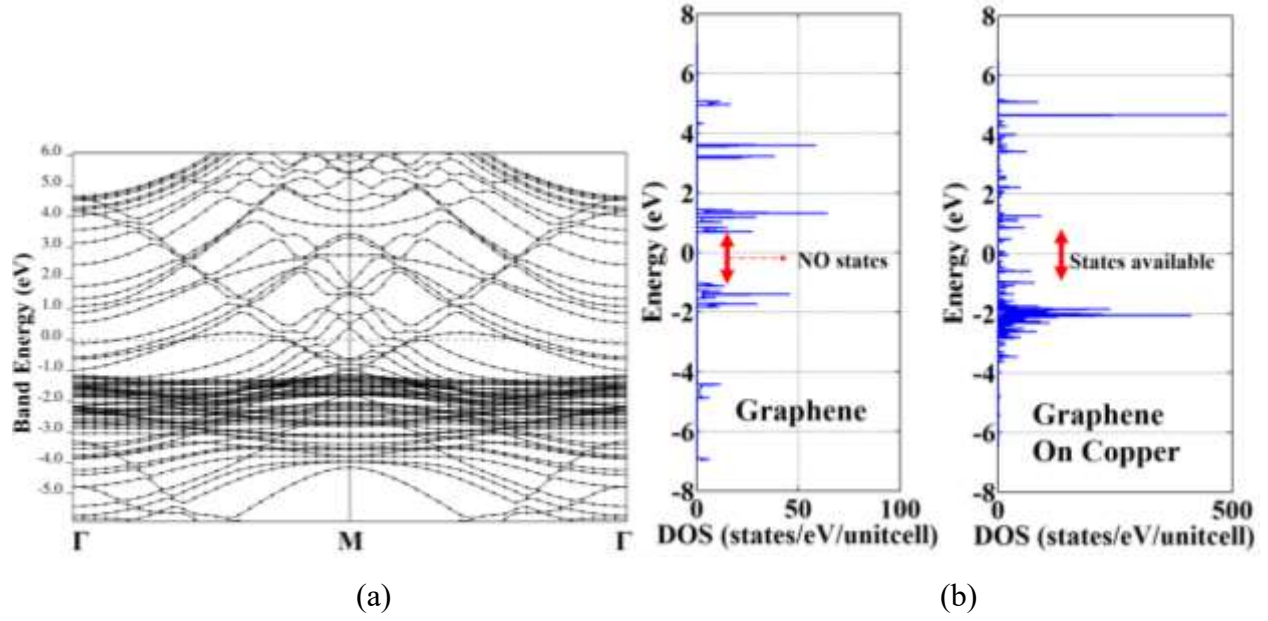 6.0
5.0
4.0
3.0
2.0
1.0
0.0
-1.0
-2.0
-3.0
-4.0
-5.0
Band Energy (eV)
Γ M Γ
(a)
8
6
4
2
0
-2
-4
-6
-8
Energy (eV)
NO states
Graphene
0 50 100
DOS (states/eV/unitcell)
8
6
4
2
0
-2
-4
-6
-8
Energy (eV)
States available
Graphene
On Copper
0 500
DOS (states/eV/unitcell)
(b)